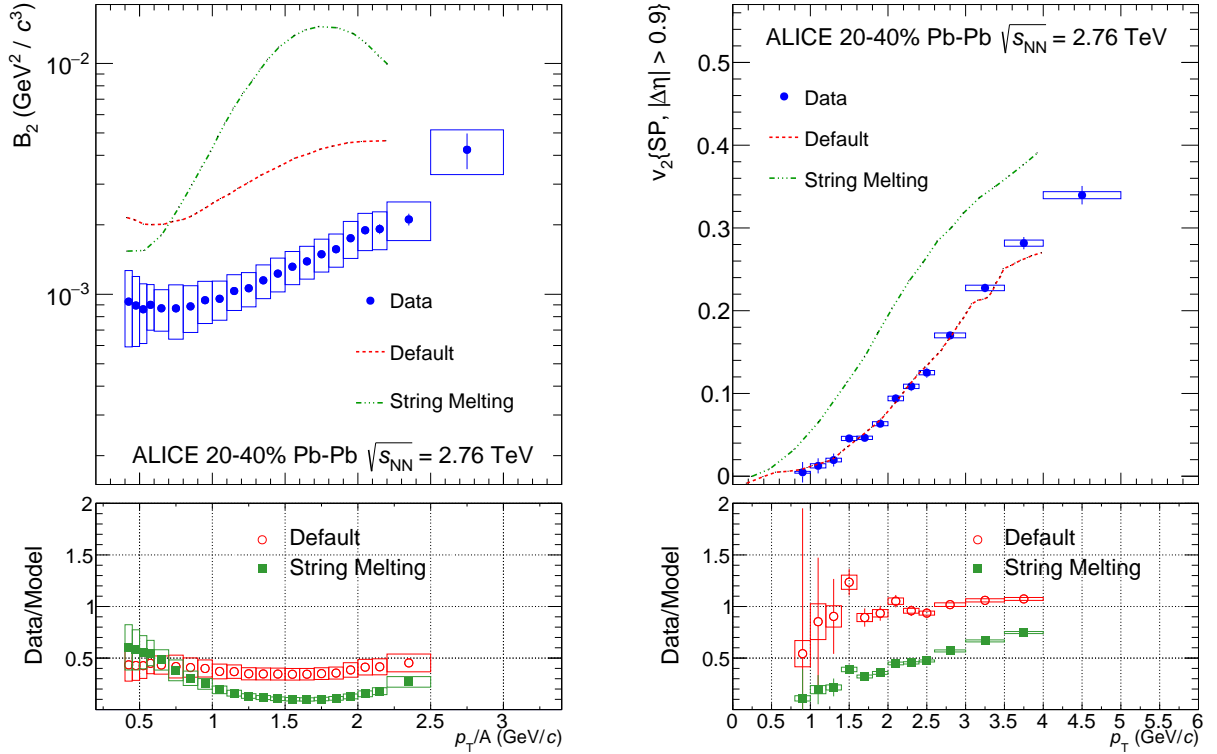 B₂ (GeV² / c³)
10⁻²
10⁻³
Data
Default
String Melting
ALICE 20-40% Pb-Pb √s_NN = 2.76 TeV
Data/Model
2
1.5
1
0.5
Default
String Melting
0.5 1 1.5 2 2.5 3
p_T/A (GeV/c)
v₂{SP, |Δη| > 0.9}
ALICE 20-40% Pb-Pb √s_NN = 2.76 TeV
0.5
0.4
0.3
0.2
0.1
0
Data
Default
String Melting
Data/Model
2
1.5
1
0.5
Default
String Melting
0 0.5 1 1.5 2 2.5 3 3.5 4 4.5 5 5.5 6
p_T (GeV/c)